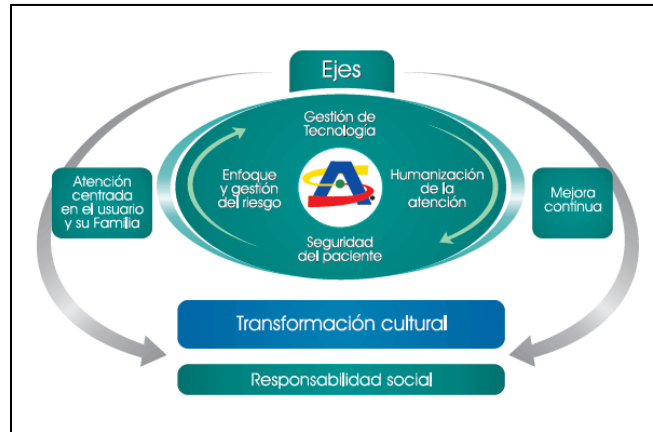 Ejes
Gestión de
Tecnología
Atención
centrada
en el usuario
y su Familia
Enfoque
y gestión
del riesgo
Humanización
de la
atención
Mejora
continua
Seguridad
del paciente
Transformación cultural
Responsabilidad social